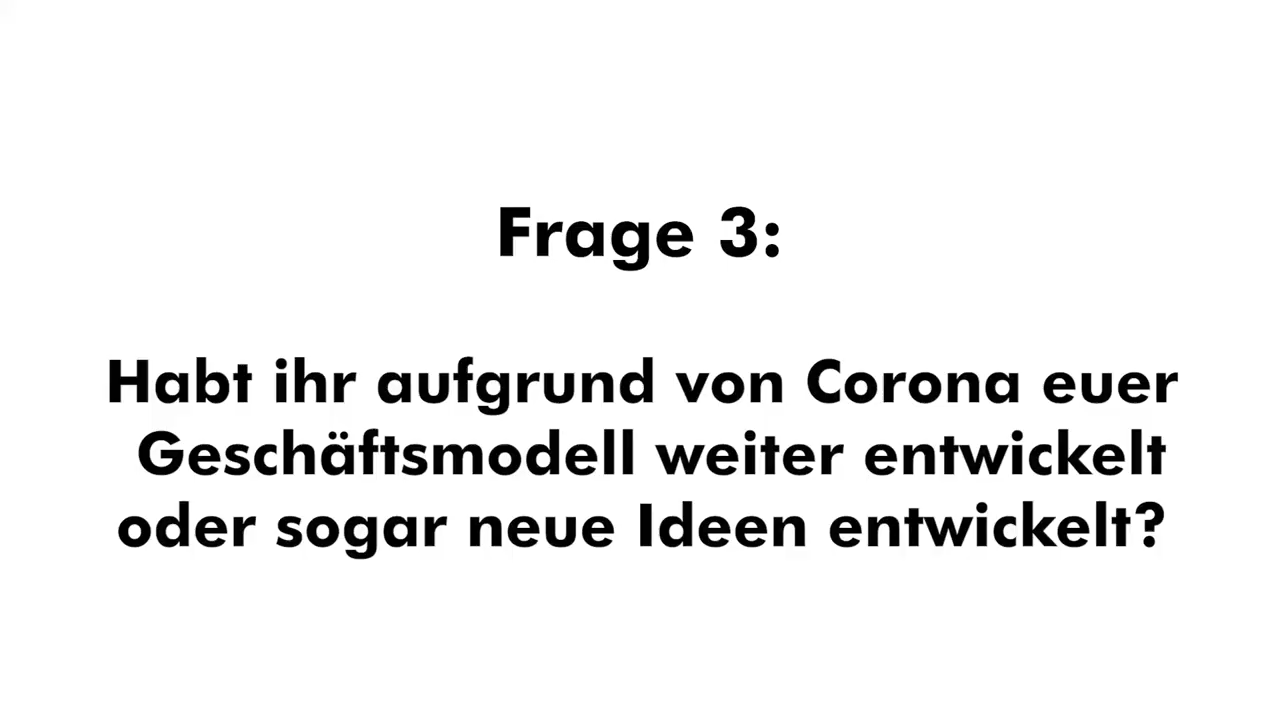 Frage 3:
Habt ihr aufgrund von Corona euer
Geschäftsmodell weiter entwickelt
oder sogar neue Ideen entwickelt?